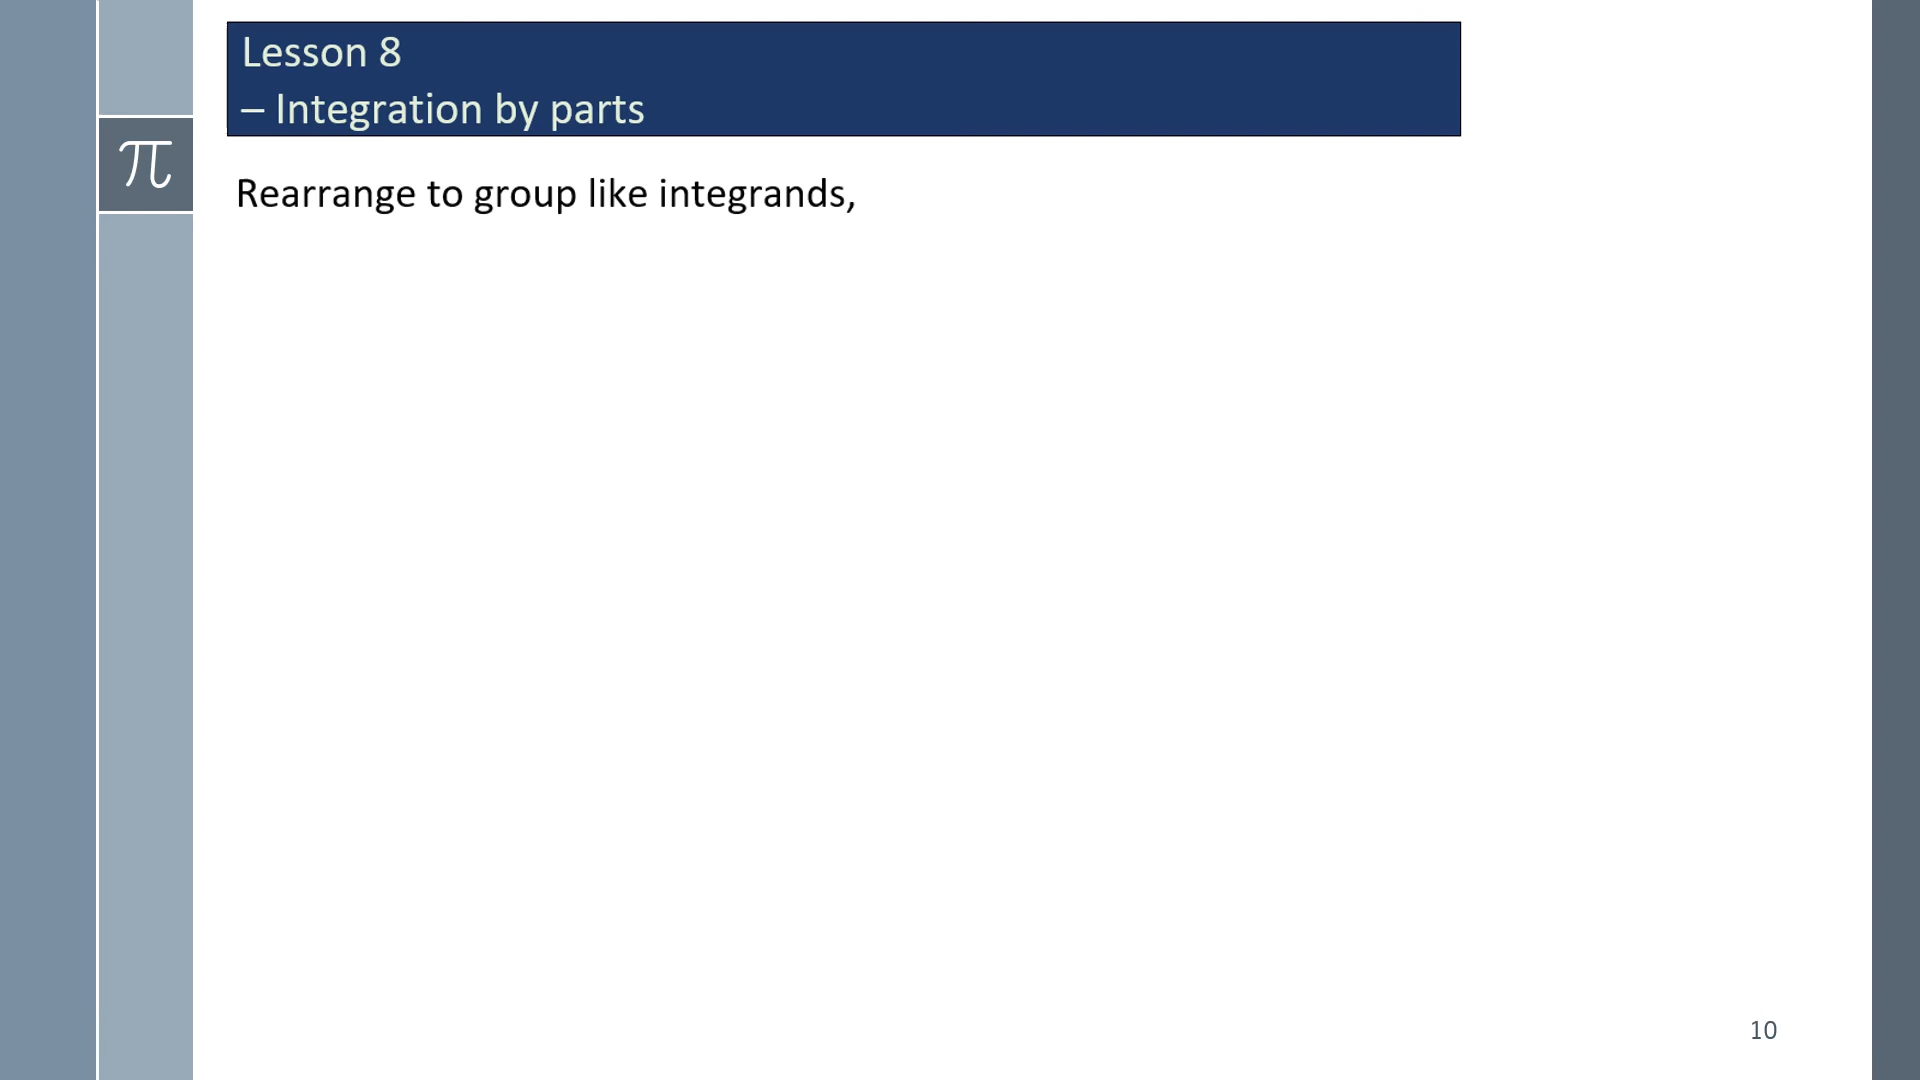 Lesson 8
– Integration by parts
π
Rearrange to group like integrands,
10